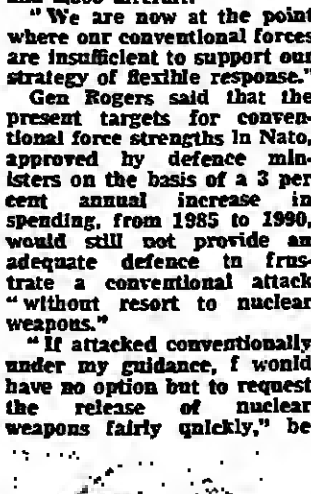 "We are now at the point
where our conventional forces
are insufficient to support our
strategy of flexible response."
Gen Rogers said that the
present targets for conven-
tional force strengths in Nato,
approved by defence min-
isters on the basis of a 3 per
cent annual increase in
spending, from 1985 to 1990,
would still not provide an
adequate defence to frus-
trate a conventional attack
"without resort to nuclear
weapons."
"If attacked conventionally
under my guidance, I would
have no option but to request
the release of nuclear
weapons fairly quickly," he